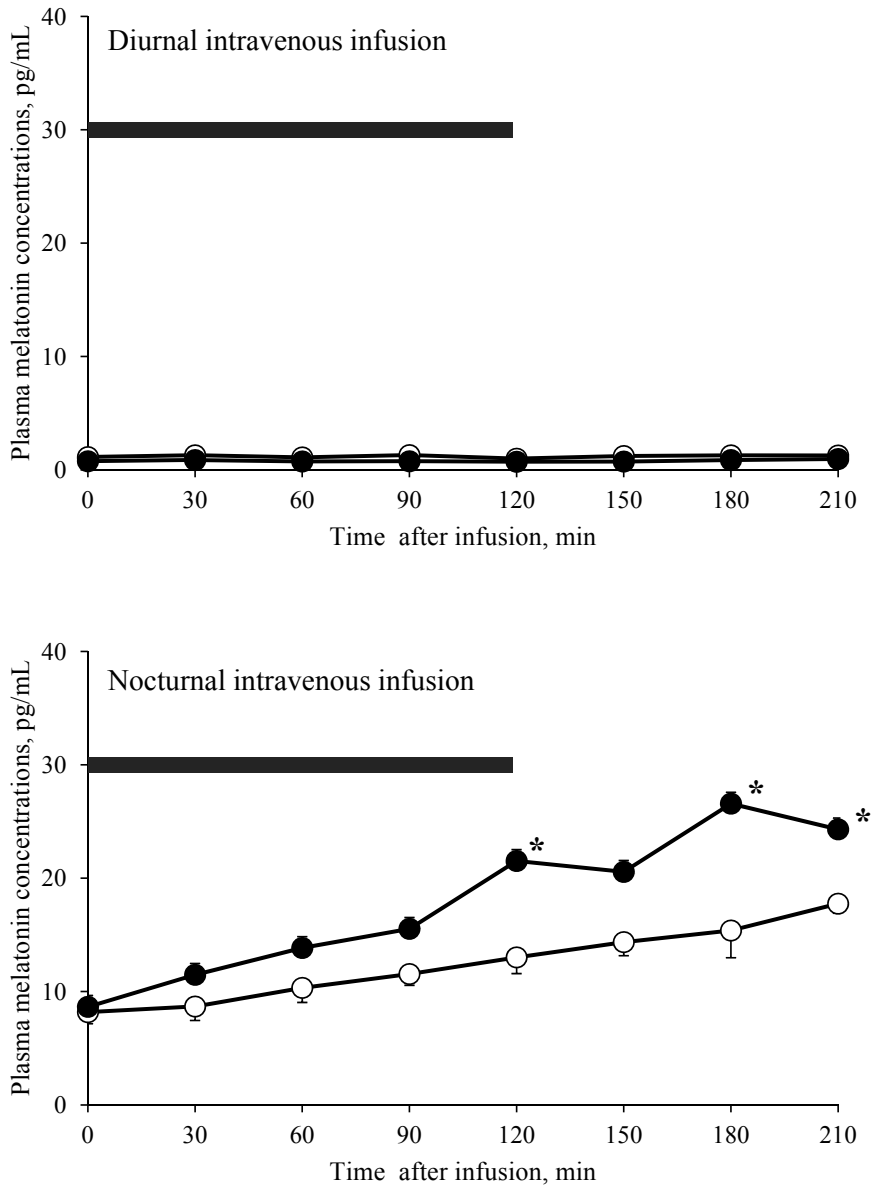 Plasma melatonin concentrations, pg/mL
40
30
20
10
0
Diurnal intravenous infusion
0 30 60 90 120 150 180 210
Time after infusion, min
Plasma melatonin concentrations, pg/mL
40
30
20
10
0
Nocturnal intravenous infusion
*
*
*
0 30 60 90 120 150 180 210
Time after infusion, min